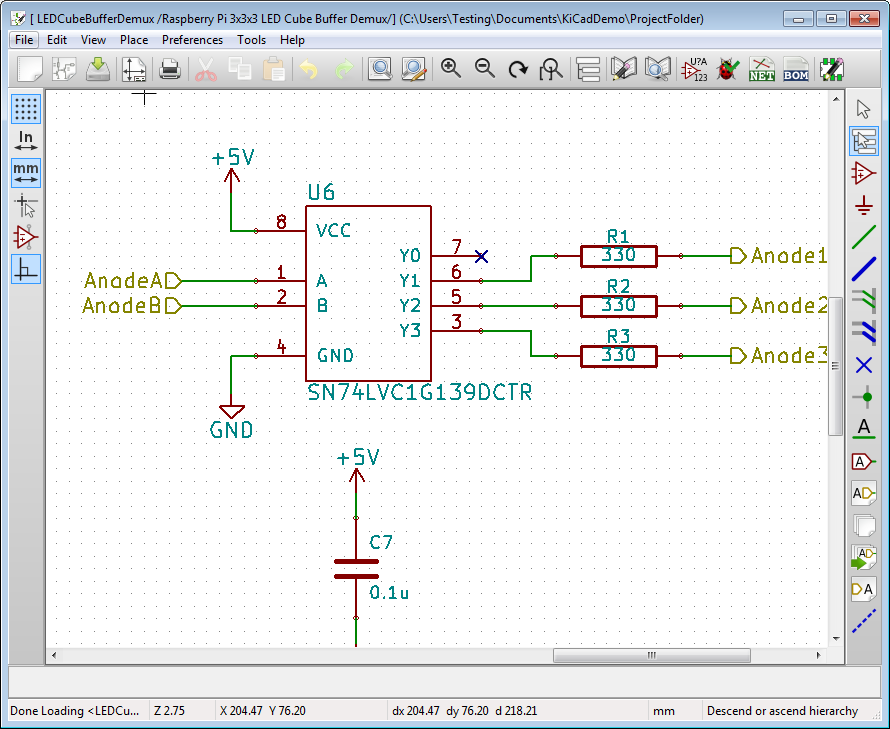 [ LEDCubeBufferDemux /Raspberry Pi 3x3x3 LED Cube Buffer Demux/] (C:\Users\Testing\Documents\KiCadDemo\ProjectFolder)
File Edit View Place Preferences Tools Help
U?A
123
NET
BOM
In
mm
+5V
U6
8
VCC
7
Y0
R1
330
Anode1
AnodeA
1
A
Y1
6
R2
AnodeB
2
B
Y2
5
330
Anode2
Y3
3
R3
4
GND
330
Anode3
SN74LVC1G139DCTR
GND
+5V
C7
0.1u
A
A
AD
AD
DA
Done Loading <LEDCu...
Z 2.75
X 204.47 Y 76.20
dx 204.47 dy 76.20 d 218.21
mm
Descend or ascend hierarchy